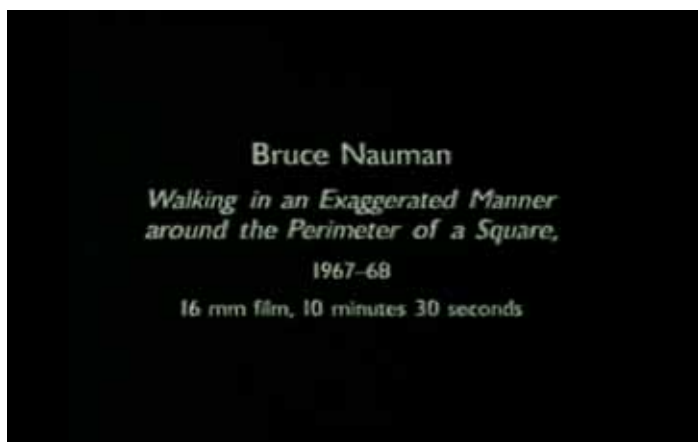 Bruce Nauman
Walking in an Exaggerated Manner
around the Perimeter of a Square,
1967–68
16 mm film, 10 minutes 30 seconds